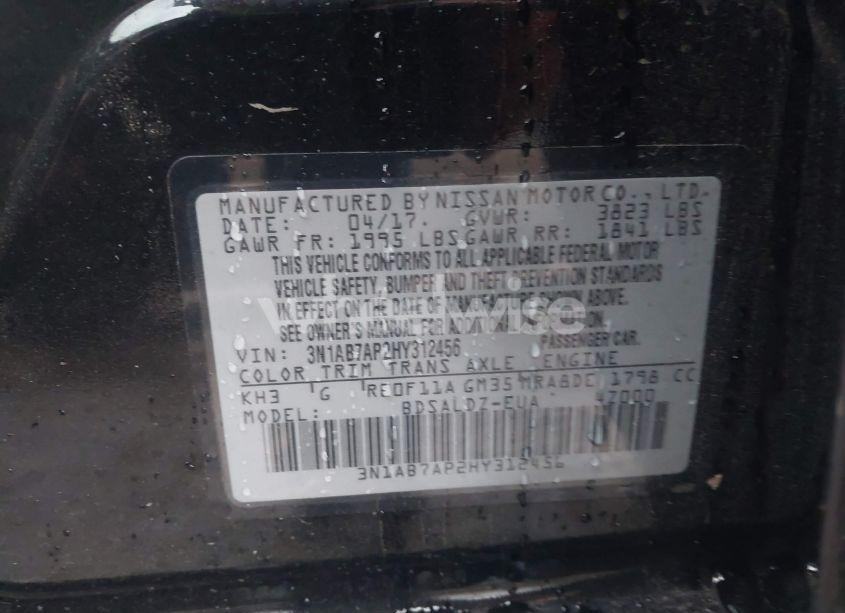 MANUFACTURED BY NISSAN MOTOR CO., LTD.
DATE: 04/17. GVWR: 3823 LBS
GAWR FR: 1995 LBS GAWR RR: 1841 LBS
THIS VEHICLE CONFORMS TO ALL APPLICABLE FEDERAL MOTOR
VEHICLE SAFETY, BUMPER AND THEFT PREVENTION STANDARDS
IN EFFECT ON THE DATE OF MANUFACTURE ABOVE.
SEE OWNER'S MANUAL FOR ADDITIONAL
PASSENGER CAR.
VIN: 3N1AB7AP2HY312456
COLOR TRIM TRANS AXLE ENGINE
KH3 G RE0F11A GM35 MRA8DE 1798 CC
MODEL: BDSALDZ-EUA 47000
3N1AB7AP2HY312456